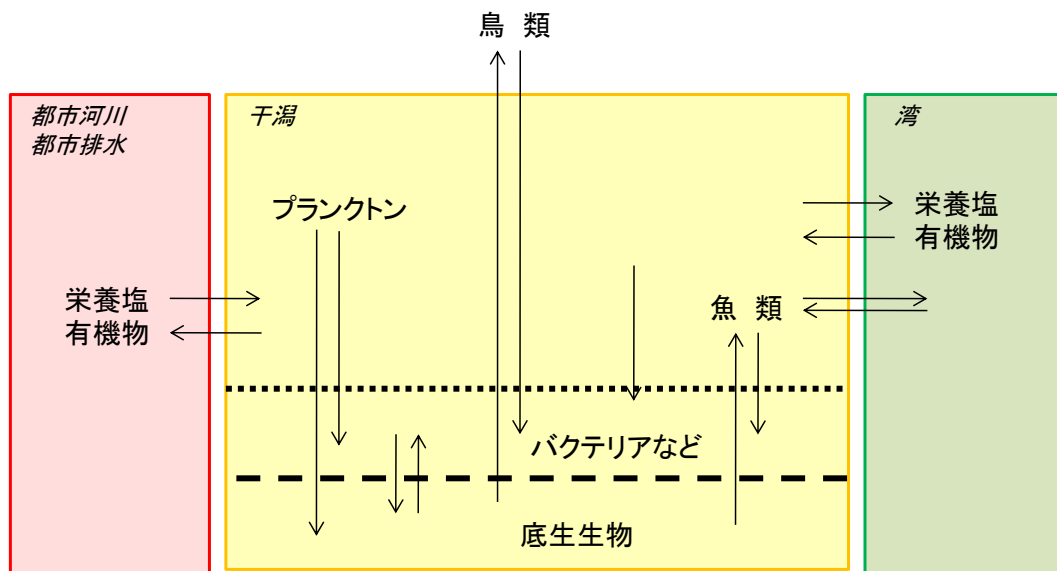 鳥 類
都市河川
都市排水
干潟
湾
プランクトン
栄養塩
有機物
栄養塩
有機物
魚 類
バクテリアなど
底生生物